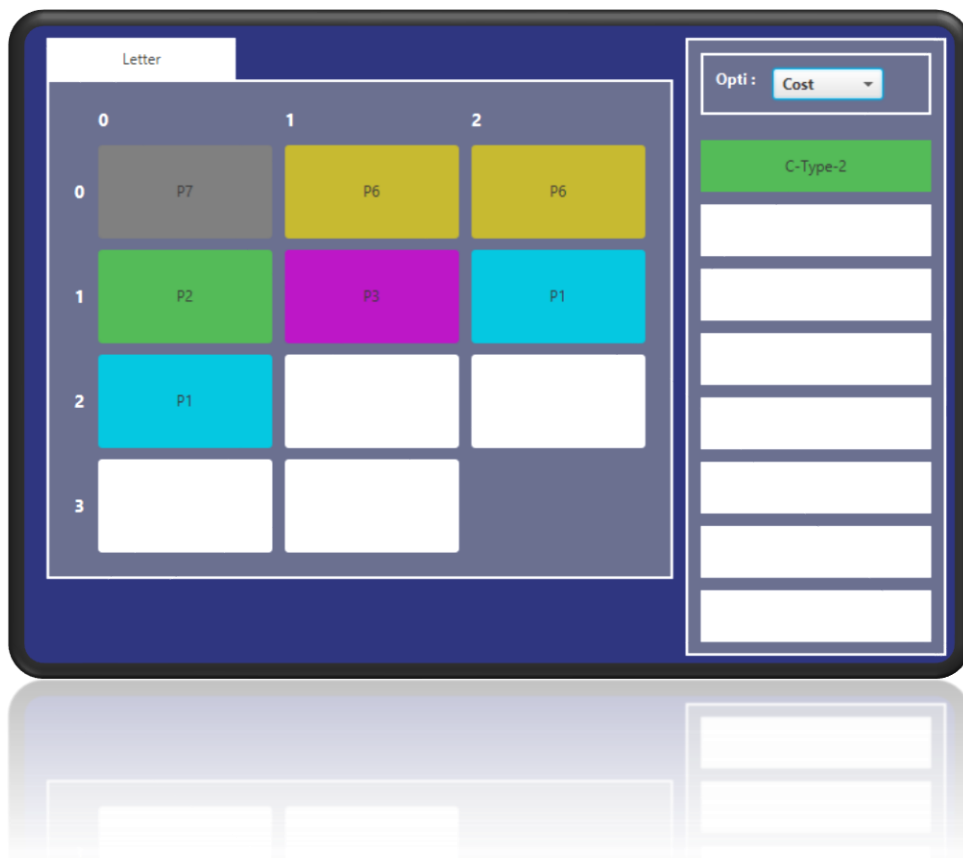 Letter
Opti : Cost
0 1 2
C-Type-2
0 P7 P6 P6
1 P2 P3 P1
2 P1
3